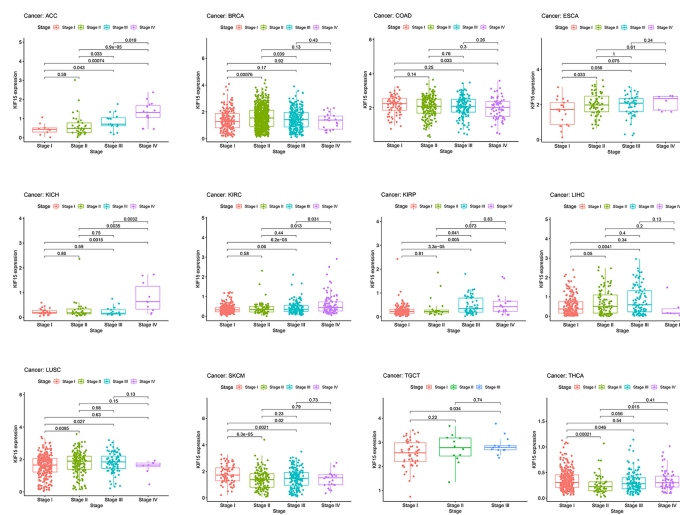 Cancer: ACC
Stage Stage I Stage II Stage III Stage IV
0.019
6.9e-05
0.033
0.00074
0.043
0.59
KIF15 expression
Stage I Stage II Stage III Stage IV
Stage
Cancer: BRCA
Stage Stage I Stage II Stage III Stage IV
0.43
0.13
0.039
0.92
0.17
0.00076
KIF15 expression
Stage I Stage II Stage III Stage IV
Stage
Cancer: COAD
Stage Stage I Stage II Stage III Stage IV
0.26
0.3
0.76
0.033
0.25
0.14
KIF15 expression
Stage I Stage II Stage III Stage IV
Stage
Cancer: ESCA
Stage Stage I Stage II Stage III Stage IV
0.34
0.81
1
0.075
0.056
0.033
KIF15 expression
Stage I Stage II Stage III Stage
Stage
Cancer: KICH
Stage Stage I Stage II Stage III Stage IV
0.0032
0.0035
0.75
0.0015
0.59
KIF15 expression
Stage I Stage II Stage III Stage IV
Stage
Cancer: KIRC
Stage Stage I Stage II Stage III Stage IV
0.031
0.013
0.44
6.2e-05
0.06
0.59
KIF15 expression
Stage I Stage II Stage III Stage IV
Stage
Cancer: KIRP
Stage Stage I Stage II Stage III Stage IV
0.63
0.073
0.041
0.005
3.3e-05
0.81
KIF15 expression
Stage I Stage II Stage III Stage IV
Stage
Cancer: LIHC
Stage Stage I Stage II Stage III Stage IV
0.13
0.2
0.4
0.34
0.0041
0.05
KIF15 expression
Stage I Stage II Stage III
Stage
Cancer: LUSC
Stage Stage I Stage II Stage III Stage IV
0.13
0.15
0.63
0.027
0.0095
KIF15 expression
Stage I Stage II Stage III Stage IV
Stage
Cancer: SKCM
Stage Stage I Stage II Stage III Stage IV
0.73
0.79
0.23
0.02
0.0021
6.3e-05
KIF15 expression
Stage I Stage II Stage III Stage IV
Stage
Cancer: TGCT
Stage Stage I Stage II Stage III
0.74
0.034
0.22
KIF15 expression
Stage I Stage II Stage III
Stage
Cancer: THCA
Stage Stage I Stage II Stage III Stage IV
0.41
0.015
0.036
0.54
0.046
0.00021
KIF15 expression
Stage I Stage II Stage III Stage IV
Stage